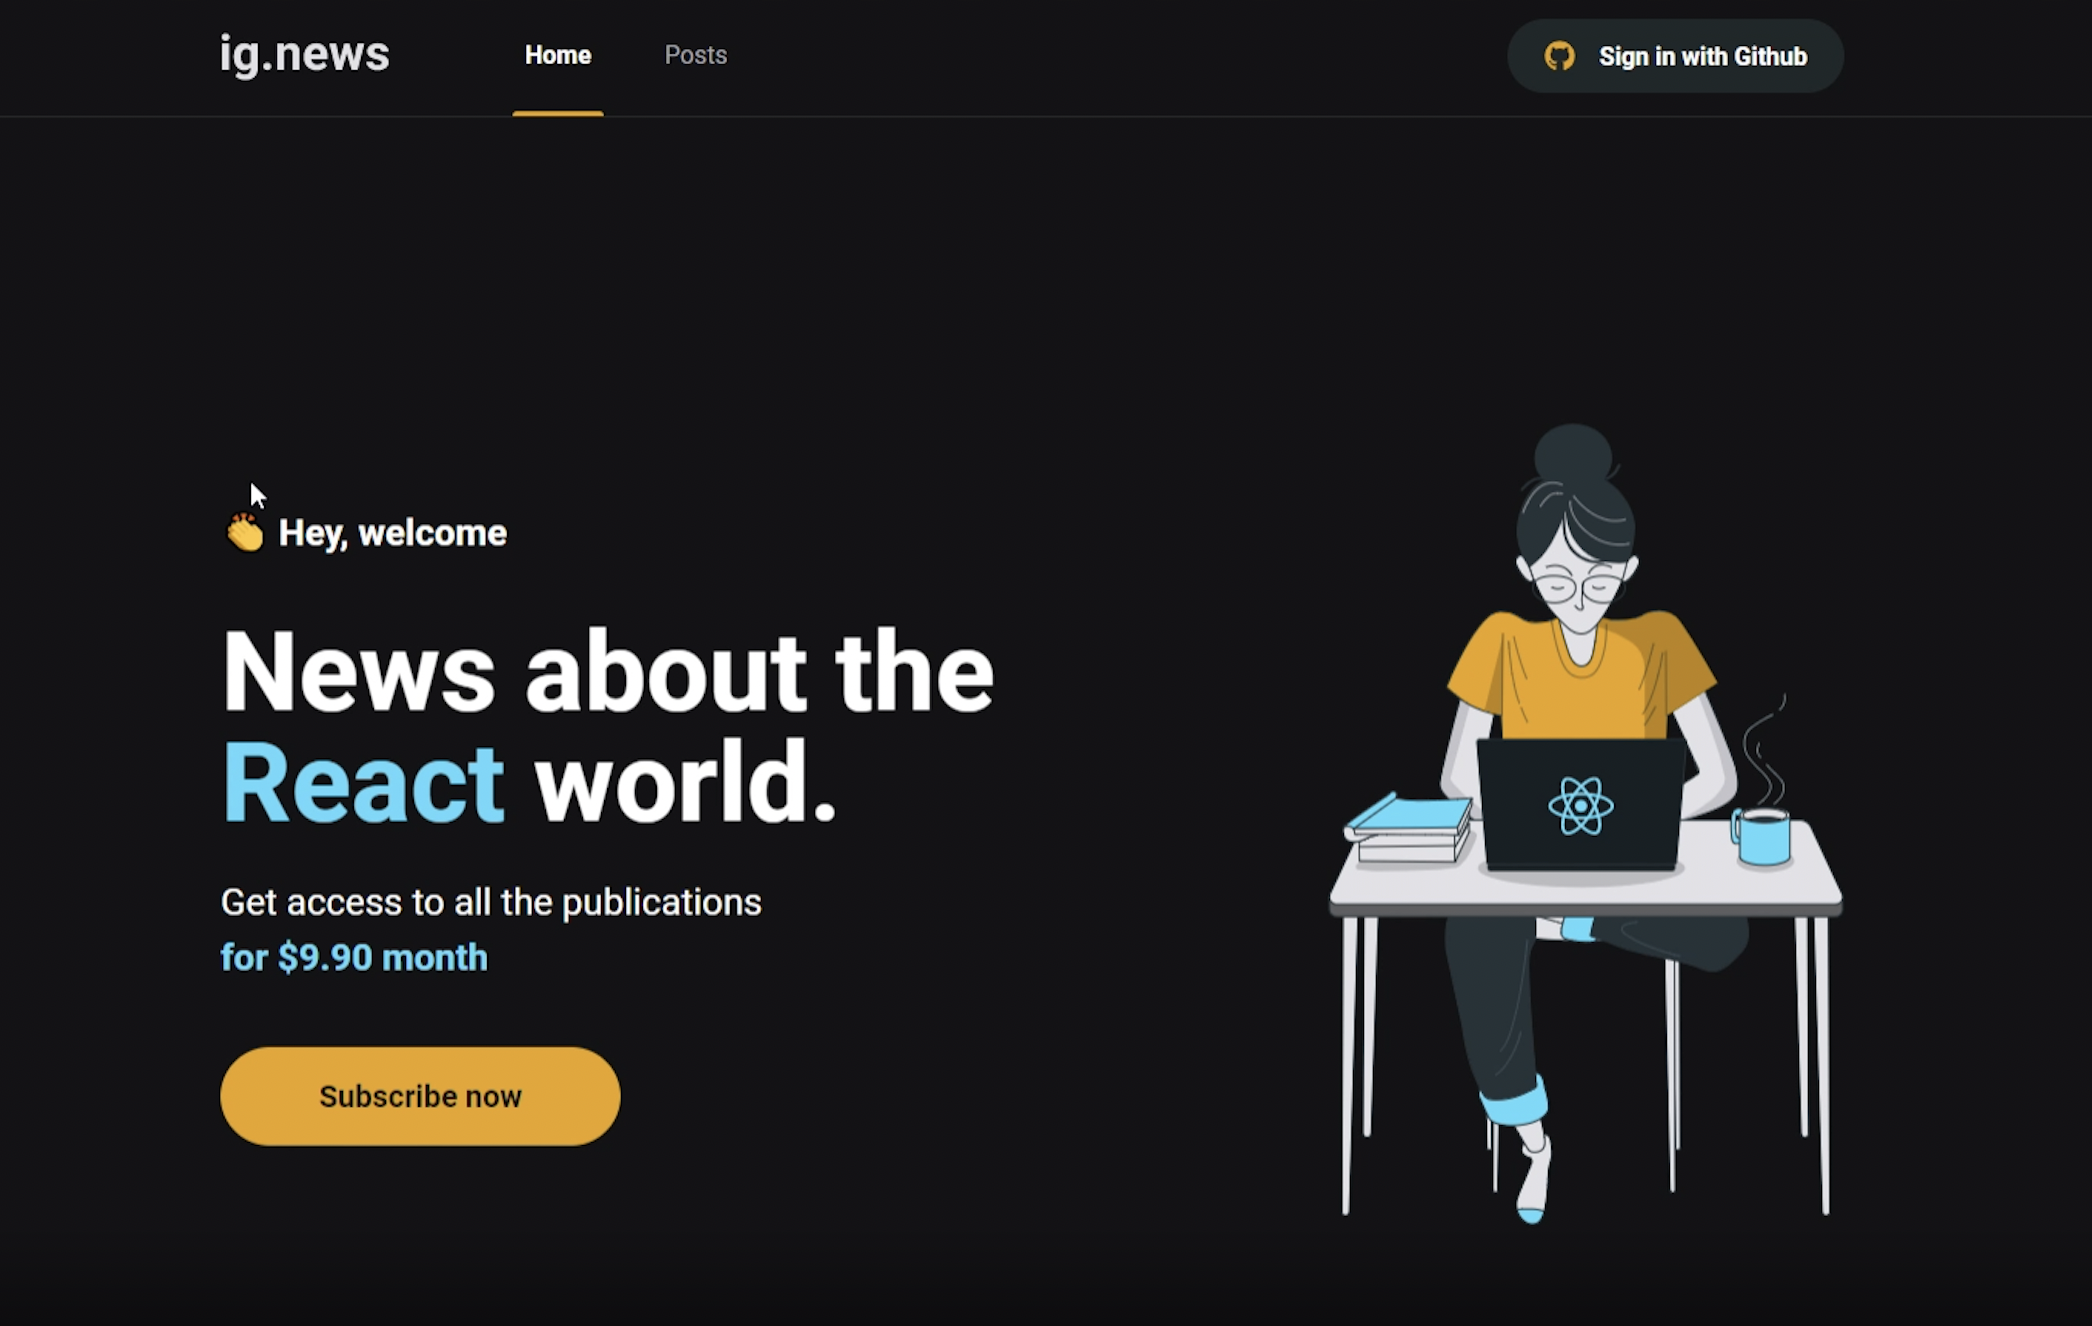 ig.news
Home
Posts
Sign in with Github
👏 Hey, welcome
News about the
React world.
Get access to all the publications
for $9.90 month
Subscribe now